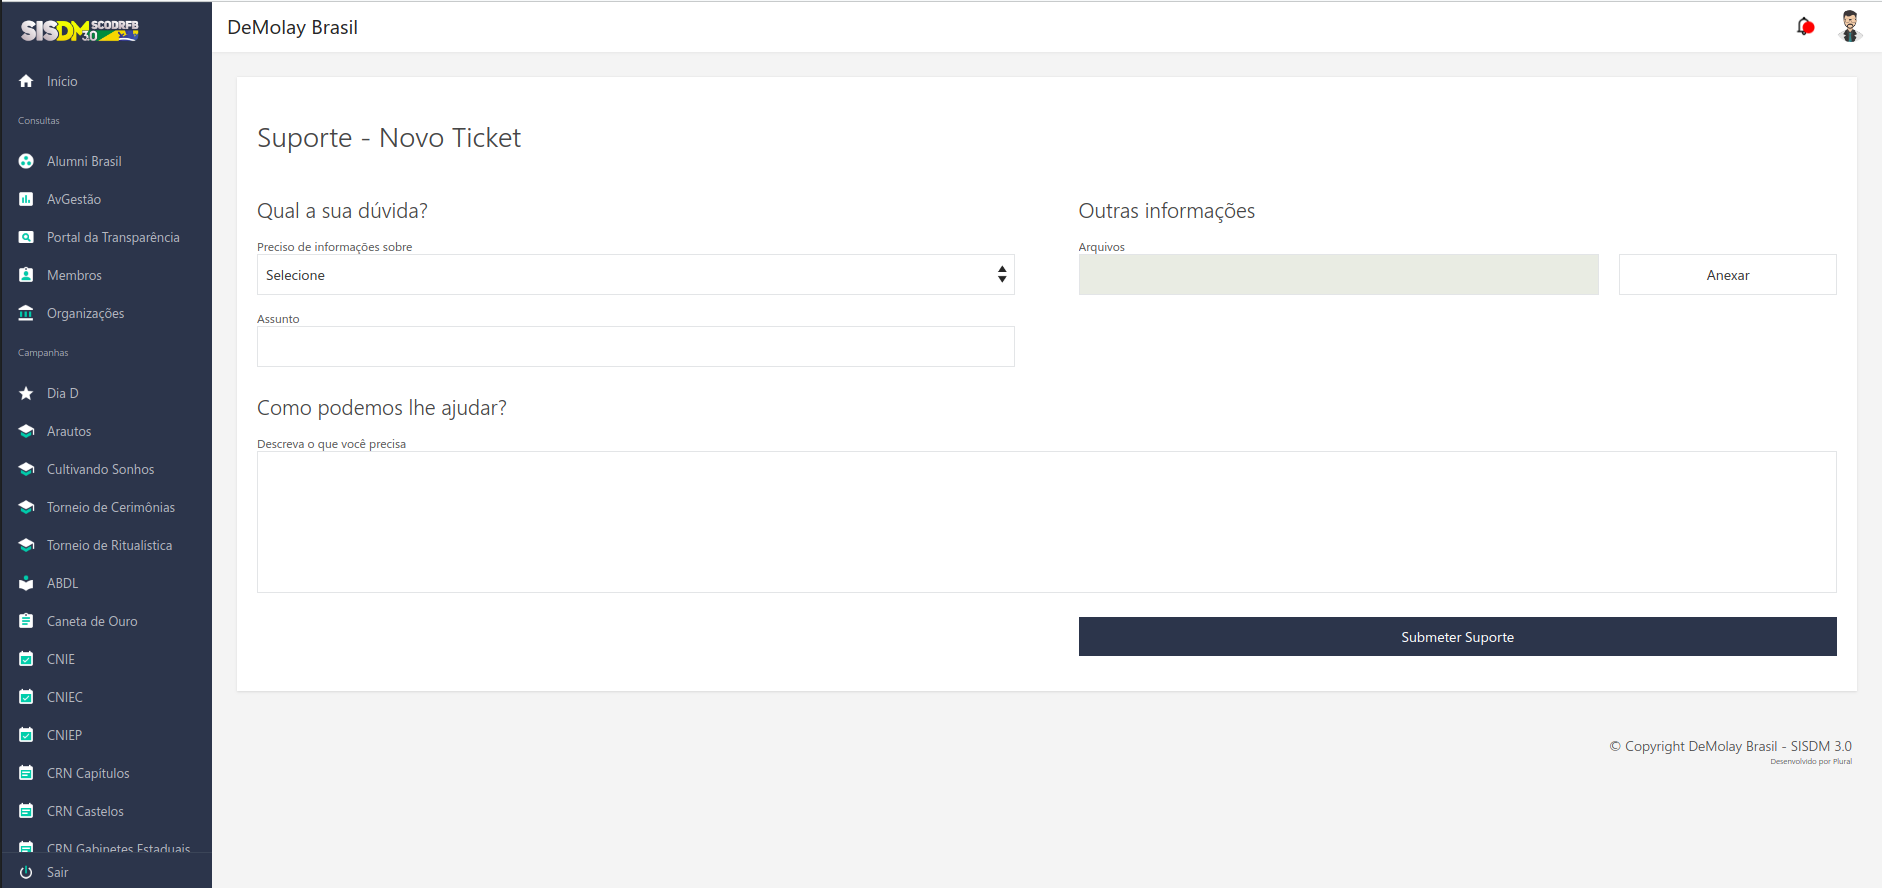 SISDM 3.0 SCODRFB
DeMolay Brasil
Início
Consultas
Alumni Brasil
AvGestão
Portal da Transparência
Membros
Organizações
Campanhas
Dia D
Arautos
Cultivando Sonhos
Torneio de Cerimônias
Torneio de Ritualística
ABDL
Caneta de Ouro
CNIE
CNIEC
CNIEP
CRN Capítulos
CRN Castelos
CRN Gabinetes Estaduais
Sair
Suporte - Novo Ticket
Qual a sua dúvida?
Preciso de informações sobre
Selecione
Assunto
Outras informações
Arquivos
Anexar
Como podemos lhe ajudar?
Descreva o que você precisa
Submeter Suporte
© Copyright DeMolay Brasil - SISDM 3.0
Desenvolvido por Plural